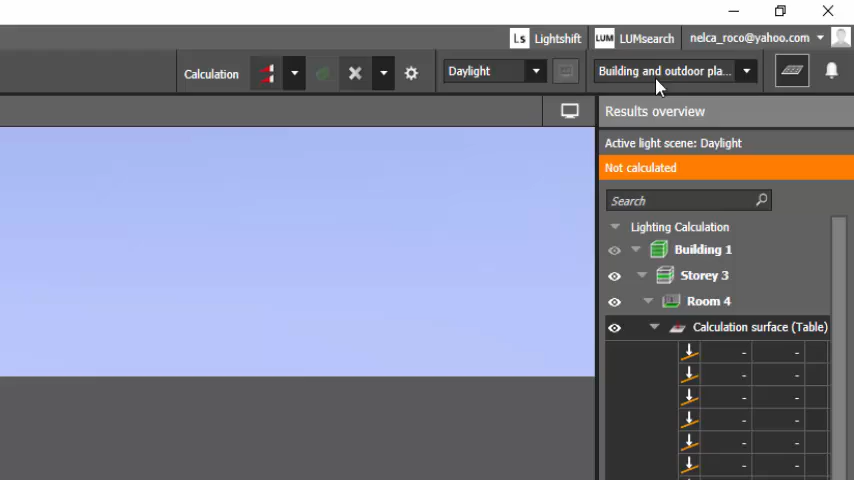 Ls Lightshift LUM LUMsearch nelca_roco@yahoo.com
Calculation Daylight Building and outdoor pla...
Results overview
Active light scene: Daylight
Not calculated
Search
Lighting Calculation
Building 1
Storey 3
Room 4
Calculation surface (Table)
- -
- -
- -
- -
- -
- -